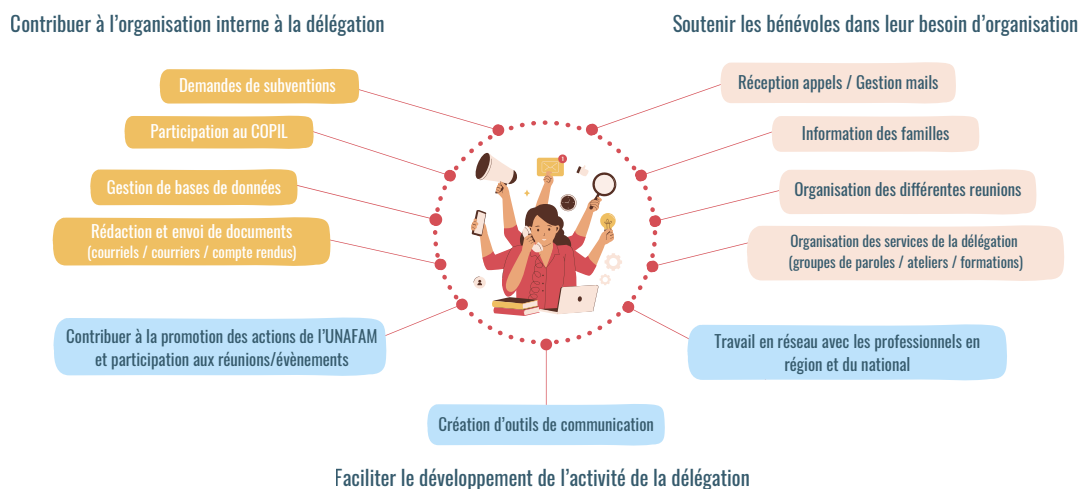 Contribuer à l'organisation interne à la délégation
Soutenir les bénévoles dans leur besoin d'organisation
Demandes de subventions
Participation au COPIL
Gestion de bases de données
Rédaction et envoi de documents
(courriels / courriers / compte rendus)
Réception appels / Gestion mails
Information des familles
Organisation des différentes reunions
Organisation des services de la délégation
(groupes de paroles / ateliers / formations)
Contribuer à la promotion des actions de l'UNAFAM
et participation aux réunions/évènements
Travail en réseau avec les professionnels en
région et du national
Création d'outils de communication
Faciliter le développement de l'activité de la délégation